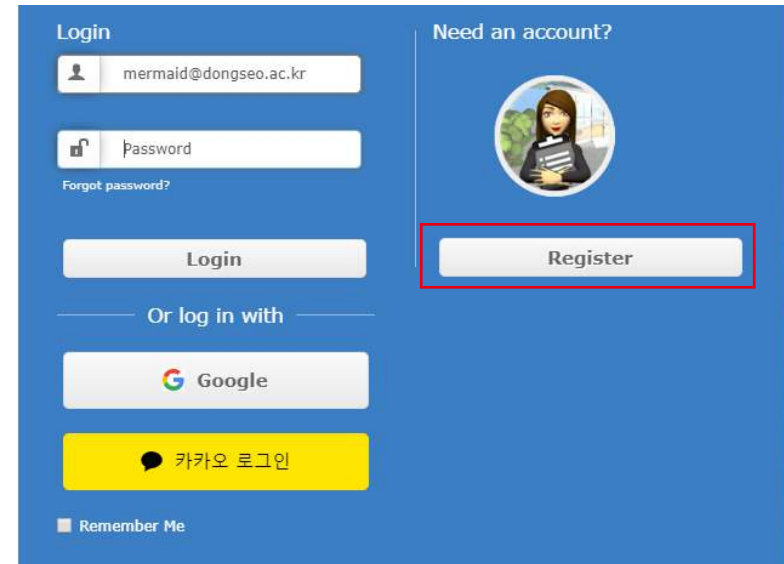 Login
mermaid@dongseo.ac.kr
Password
Forgot password?
Login
Or log in with
Google
카카오 로그인
Remember Me
Need an account?
Register